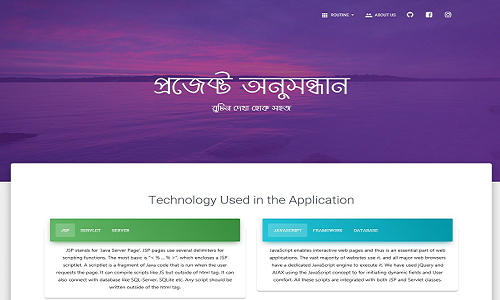 ROUTINE ABOUT US
প্রজেক্ট অনুসন্ধান
রুটিন দেখা হোক সহজ
Technology Used in the Application
JSP SERVLET SERVER
JSP stands for 'Java Server Page'. JSP pages use several delimiters for
scripting functions. The most basic is "< % ... % >", which encloses a JSP
scriptlet. A scriptlet is a fragment of Java code that is run when the user
requests the page. It can compile scripts like JS but outside of html tag. It can
also connect with database like SQL-Server, SQLite etc. Any script should be
written outside of the html tag.
JAVASCRIPT FRAMEWORK DATABASE
JavaScript enables interactive web pages and thus is an essential part of web
applications. The vast majority of websites use it, and all major web browsers
have a dedicated JavaScript engine to execute it. We have used jQuery and
AJAX using the JavaScript concept to for initiating dynamic fields and User
comfort. All these scripts are integrated with both JSP and Servlet classes.